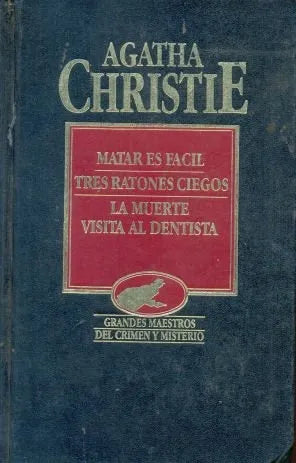 AGATHA
CHRISTIE
MATAR ES FACIL
TRES RATONES CIEGOS
LA MUERTE
VISITA AL DENTISTA
GRANDES MAESTROS
DEL CRIMEN Y MISTERIO